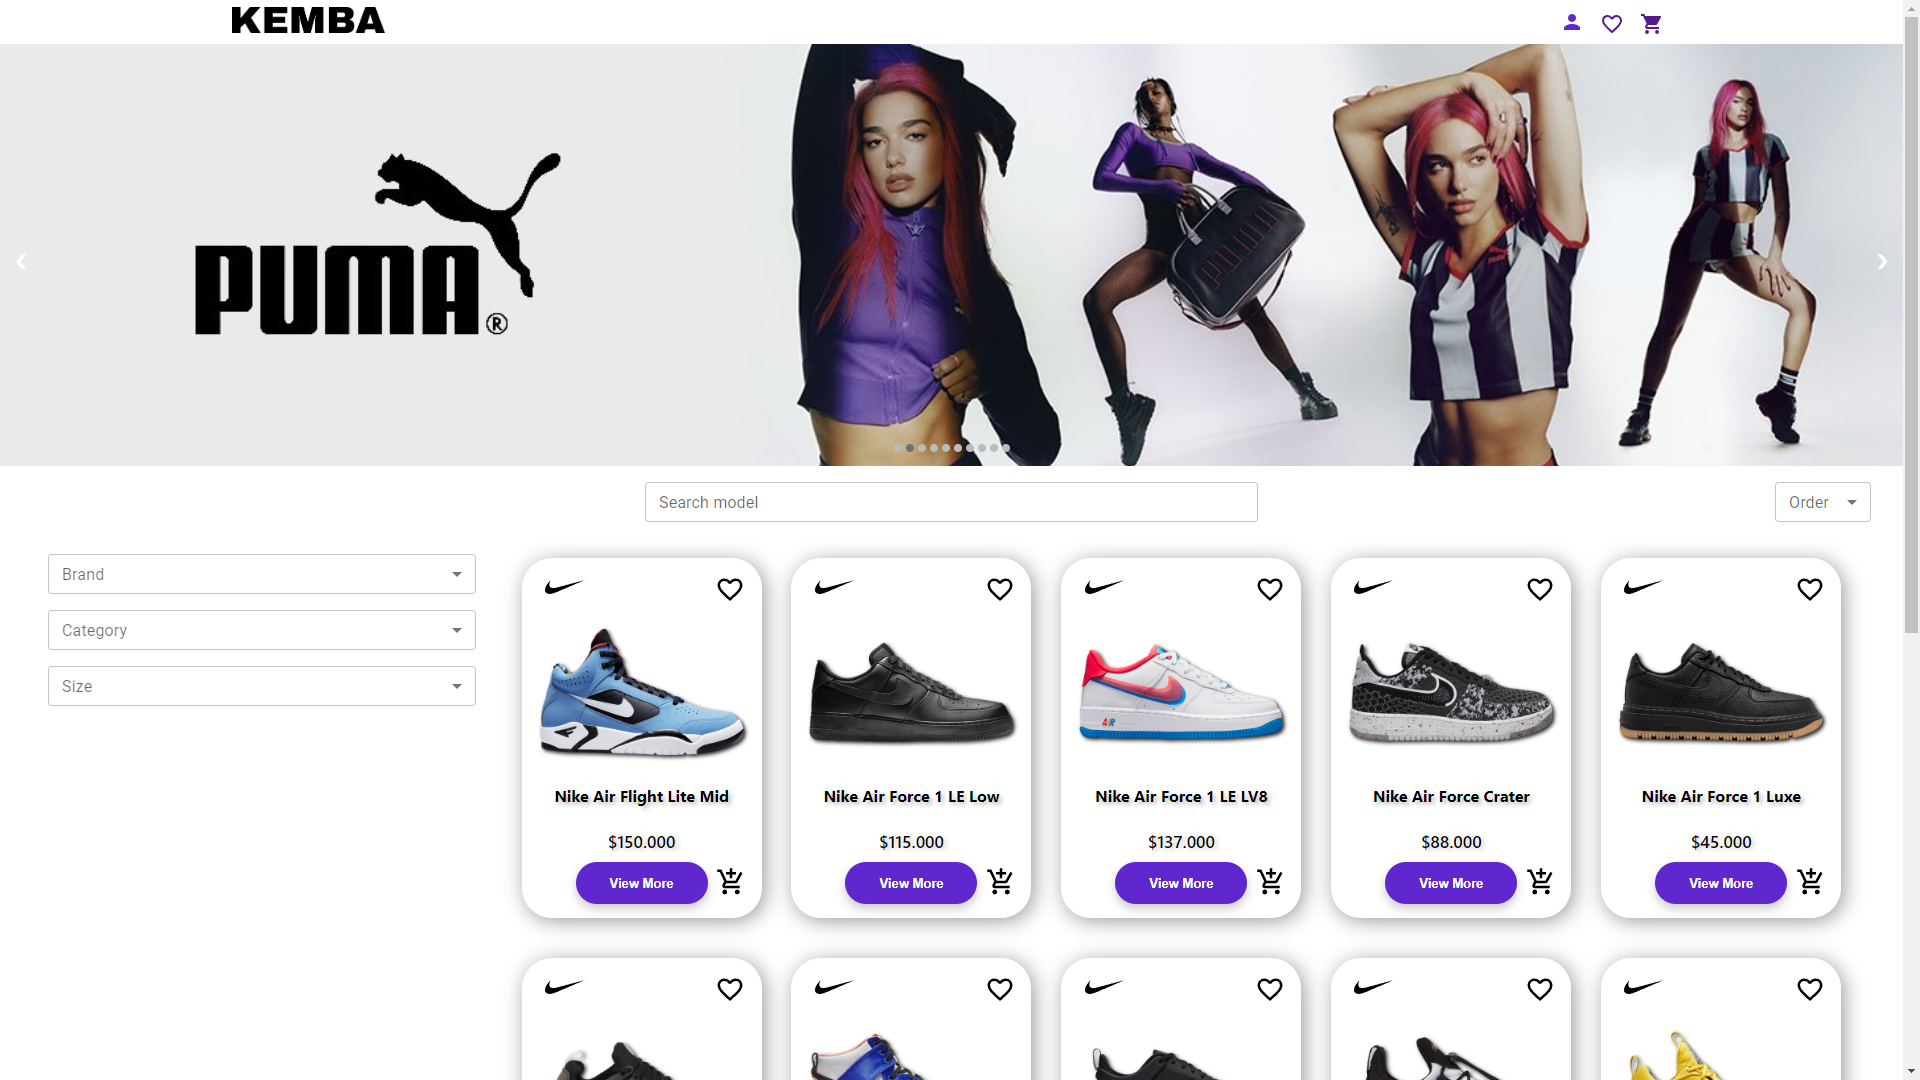 KEMBA
PUMA®
PUMA
Search model
Order
Brand
Category
Size
AIR
Nike Air Flight Lite Mid
$150.000
View More
Nike Air Force 1 LE Low
$115.000
View More
Nike Air Force 1 LE LV8
$137.000
View More
Nike Air Force Crater
$88.000
View More
Nike Air Force 1 Luxe
$45.000
View More